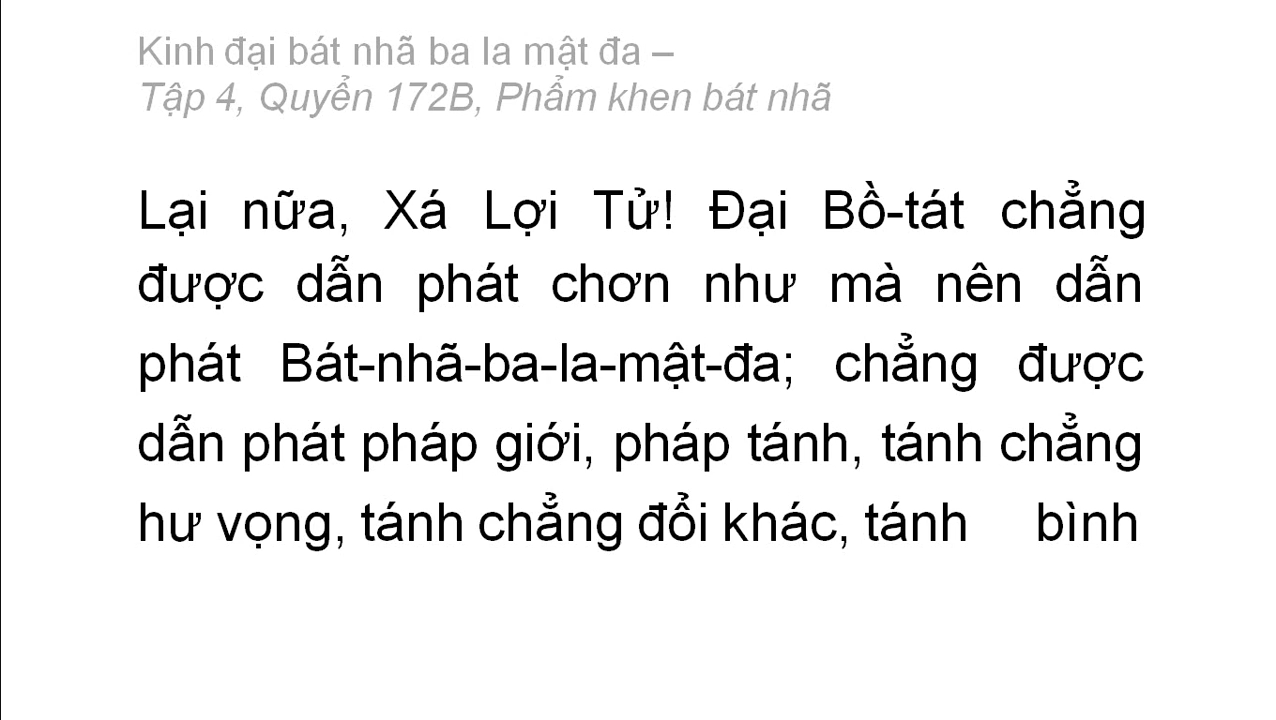 Kinh đại bát nhã ba la mật đa –
Tập 4, Quyển 172B, Phẩm khen bát nhã
Lại nữa, Xá Lợi Tử! Đại Bồ-tát chẳng
được dẫn phát chơn như mà nên dẫn
phát Bát-nhã-ba-la-mật-đa; chẳng được
dẫn phát pháp giới, pháp tánh, tánh chẳng
hư vọng, tánh chẳng đổi khác, tánh bình